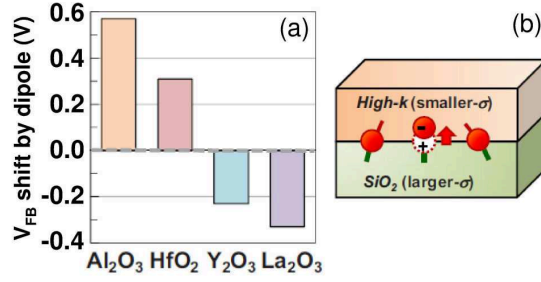 (a)
V_FB shift by dipole (V)
0.6
0.4
0.2
0.0
-0.2
-0.4
Al₂O₃ HfO₂ Y₂O₃ La₂O₃
(b)
High-k (smaller-σ)
-
+
SiO₂ (larger-σ)